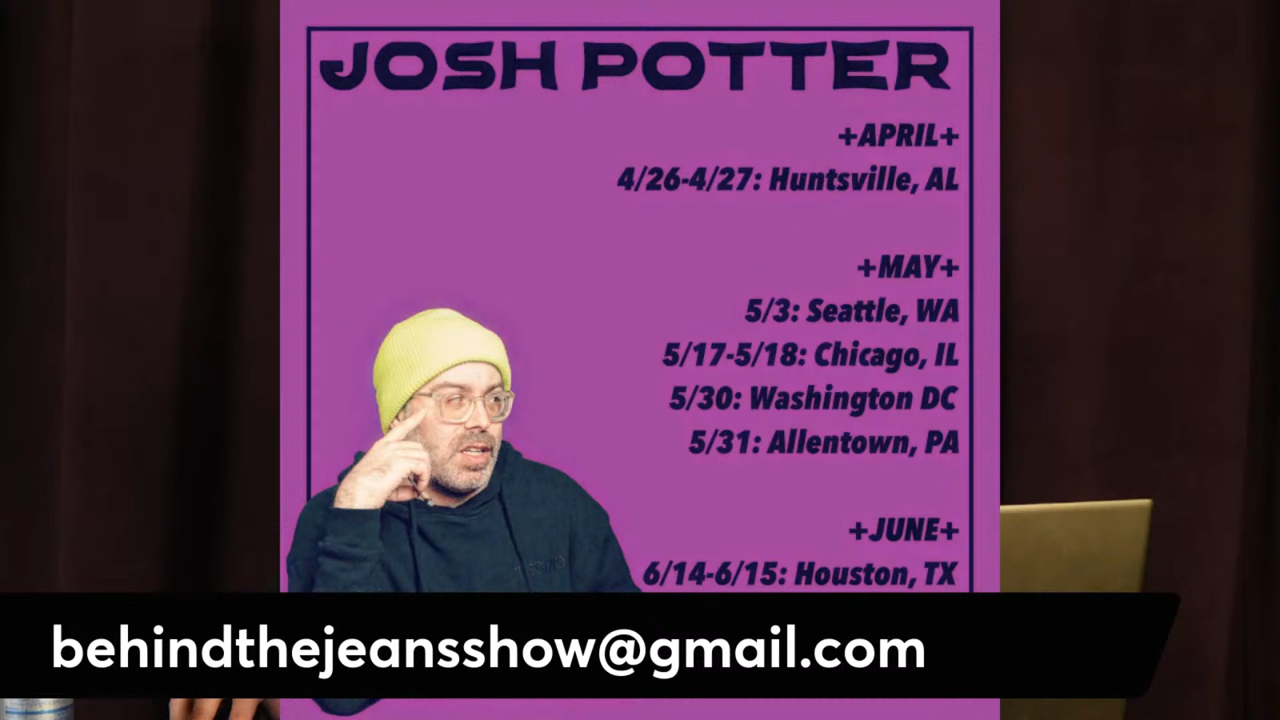 JOSH POTTER
+APRIL+
4/26-4/27: Huntsville, AL
+MAY+
5/3: Seattle, WA
5/17-5/18: Chicago, IL
5/30: Washington DC
5/31: Allentown, PA
+JUNE+
6/14-6/15: Houston, TX
behindthejeansshow@gmail.com